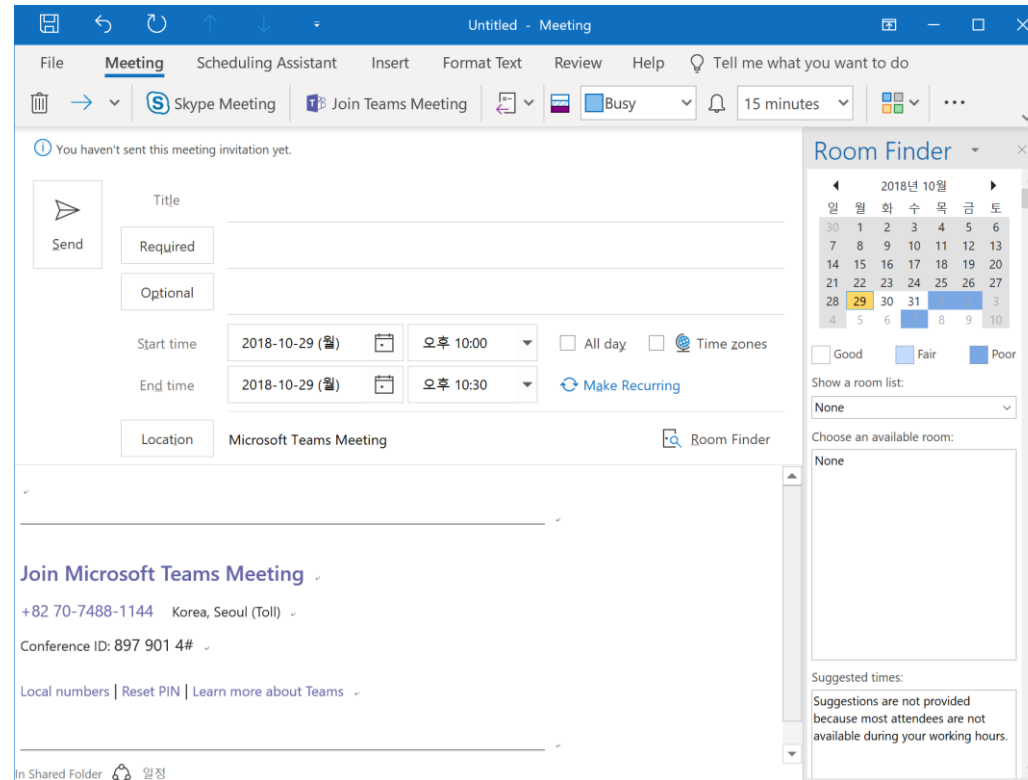 Untitled - Meeting
File Meeting Scheduling Assistant Insert Format Text Review Help Tell me what you want to do
Skype Meeting Join Teams Meeting Busy 15 minutes
You haven't sent this meeting invitation yet.
Send
Title
Required
Optional
Start time 2018-10-29 (월) 오후 10:00 All day Time zones
End time 2018-10-29 (월) 오후 10:30 Make Recurring
Location Microsoft Teams Meeting Room Finder
Join Microsoft Teams Meeting
+82 70-7488-1144 Korea, Seoul (Toll)
Conference ID: 897 901 4#
Local numbers | Reset PIN | Learn more about Teams
In Shared Folder 일정
Room Finder
2018년 10월
일 월 화 수 목 금 토
30 1 2 3 4 5 6
7 8 9 10 11 12 13
14 15 16 17 18 19 20
21 22 23 24 25 26 27
28 29 30 31 1 2 3
4 5 6 7 8 9 10
Good Fair Poor
Show a room list:
None
Choose an available room:
None
Suggested times:
Suggestions are not provided
because most attendees are not
available during your working hours.